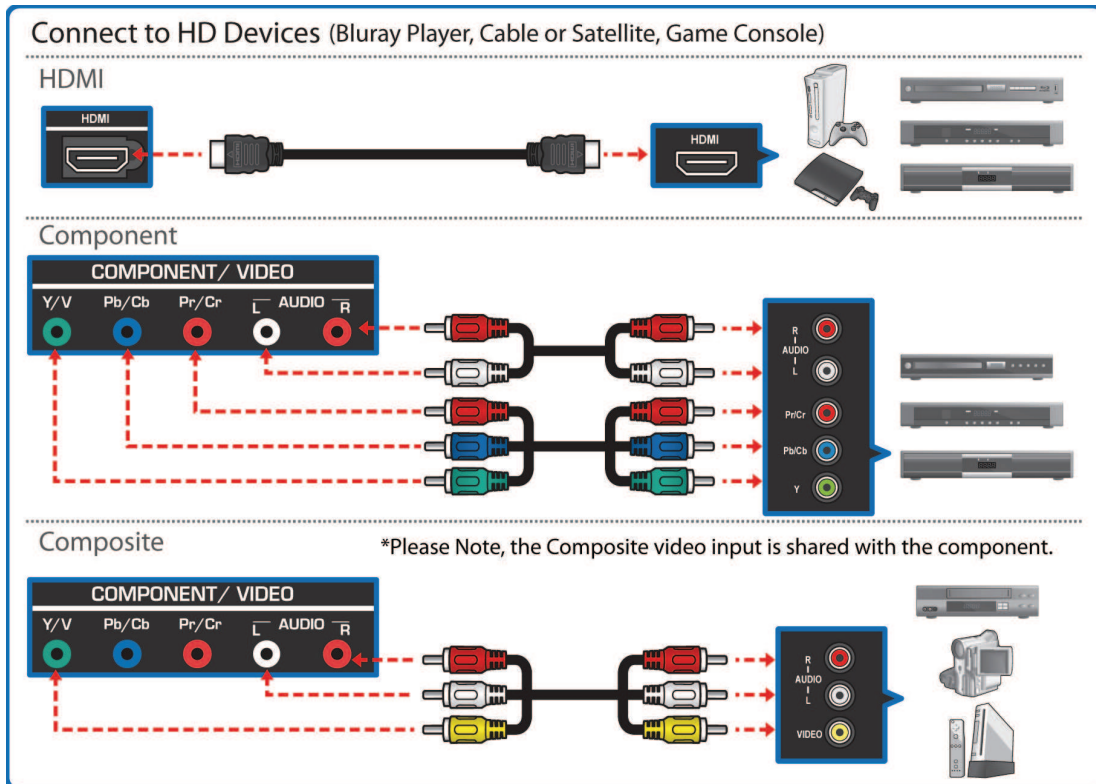 Connect to HD Devices (Bluray Player, Cable or Satellite, Game Console)
HDMI
HDMI
HDMI
Component
COMPONENT/ VIDEO
Y/V Pb/Cb Pr/Cr L AUDIO R
R
AUDIO
L
Pr/Cr
Pb/Cb
Y
Composite
*Please Note, the Composite video input is shared with the component.
COMPONENT/ VIDEO
Y/V Pb/Cb Pr/Cr L AUDIO R
R
AUDIO
L
VIDEO